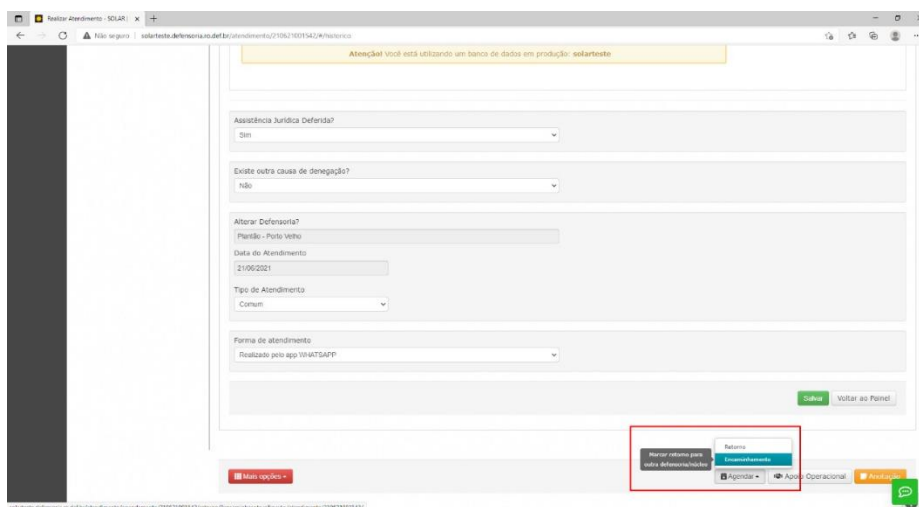 Realizar Atendimento - SOLAR |
Não seguro | solarteste.defensoria.ro.def.br/atendimento/210621001542/#/historico
Atenção! Você está utilizando um banco de dados em produção: solarteste
Assistência Jurídica Deferida?
Sim
Existe outra causa de denegação?
Não
Alterar Defensoria?
Plantão - Porto Velho
Data do Atendimento
21/06/2021
Tipo de Atendimento
Comum
Forma de atendimento
Realizado pelo app WHATSAPP
Salvar Voltar ao Painel
Retorno
Marcar retorno para
outra defensoria/núcleo
Encaminhamento
Mais opções
Agendar
Apoio Operacional
Anotação